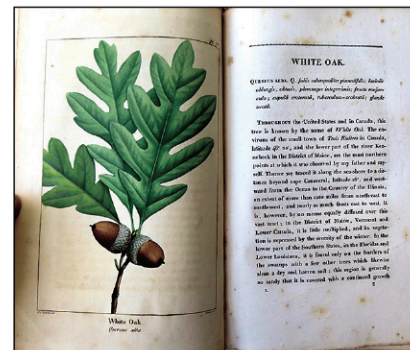 White Oak.
Quercus alba.
WHITE OAK.
QUERCUS ALBA. Q. foliis subæqualiter pinnatifidis; laciniis
oblongis, obtusis, plerumque integerrimis; fructu majus-
culo; cupulâ crateratâ, tuberculoso-scabratâ; glande
ovatâ.
THROUGHOUT the United States and in Canada, this
tree is known by the name of White Oak. The en-
virons of the small town of Trois Rivières in Canada,
latitude 46° 20', and the lower part of the river Ken-
nebeck in the District of Maine, are the most northern
points at which it was observed by my father and my-
self. Thence we traced it along the sea-shore to a dis-
tance beyond cape Canaveral, latitude 28°, and west-
ward from the Ocean to the Country of the Illinois,
an extent of more than 1200 miles from north-east to
south-west, and nearly as much from east to west. It
is, however, by no means equally diffused over this
vast tract; in the District of Maine, Vermont and
Lower Canada, it is little multiplied, and its vegeta-
tion is repressed by the severity of the winter. In the
lower part of the Southern States, in the Floridas and
Lower Louisiana, it is found only on the borders of
the swamps with a few other trees which likewise
shun a dry and barren soil; this region is generally
so sandy that it is covered with a continued growth